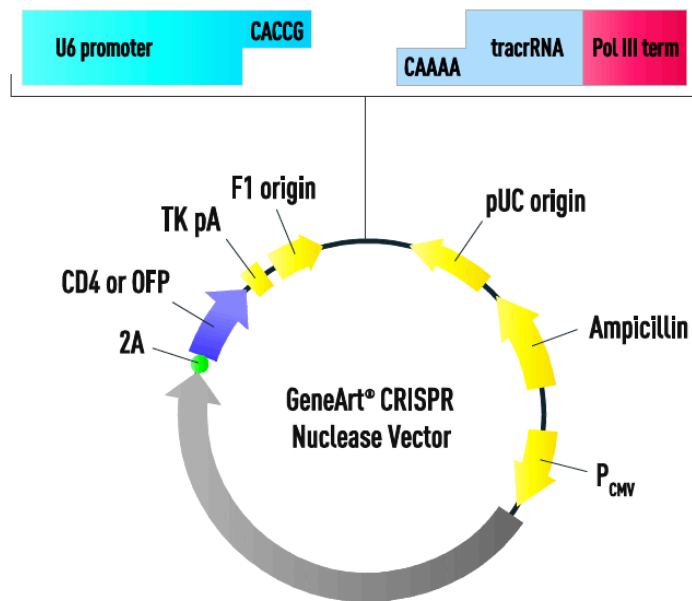 U6 promoter
CACCG
CAAAA
tracrRNA
Pol III term
F1 origin
pUC origin
TK pA
CD4 or OFP
Ampicillin
2A
GeneArt® CRISPR
Nuclease Vector
PCMV